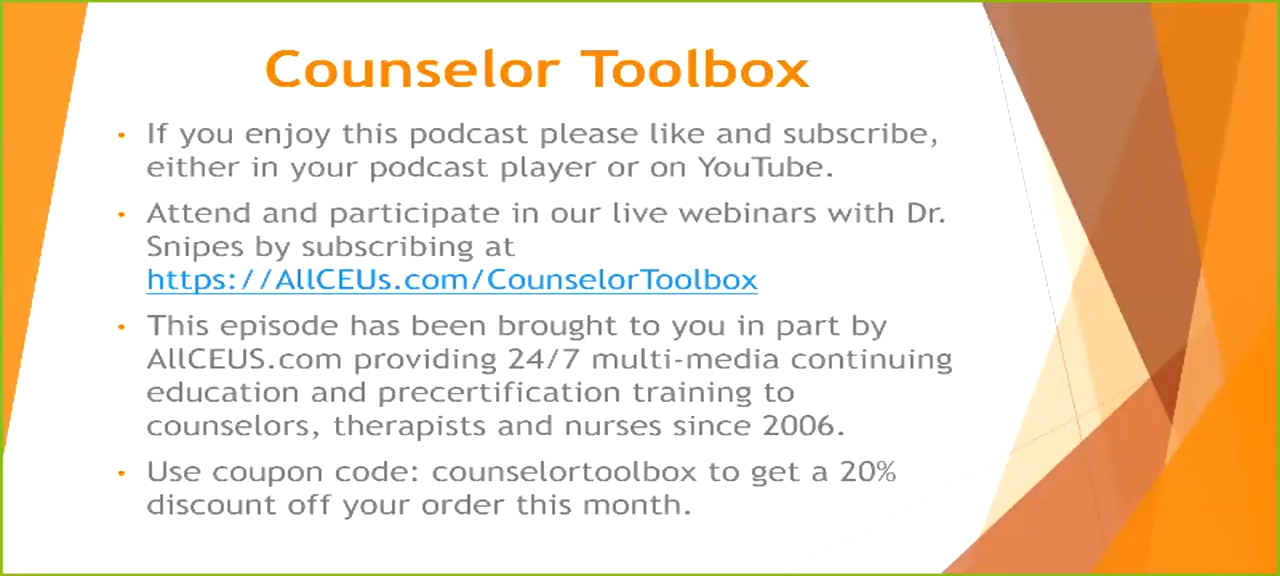 Counselor Toolbox
• If you enjoy this podcast please like and subscribe,
either in your podcast player or on YouTube.
• Attend and participate in our live webinars with Dr.
Snipes by subscribing at
https://AllCEUs.com/CounselorToolbox
• This episode has been brought to you in part by
AllCEUS.com providing 24/7 multi-media continuing
education and precertification training to
counselors, therapists and nurses since 2006.
• Use coupon code: counselortoolbox to get a 20%
discount off your order this month.